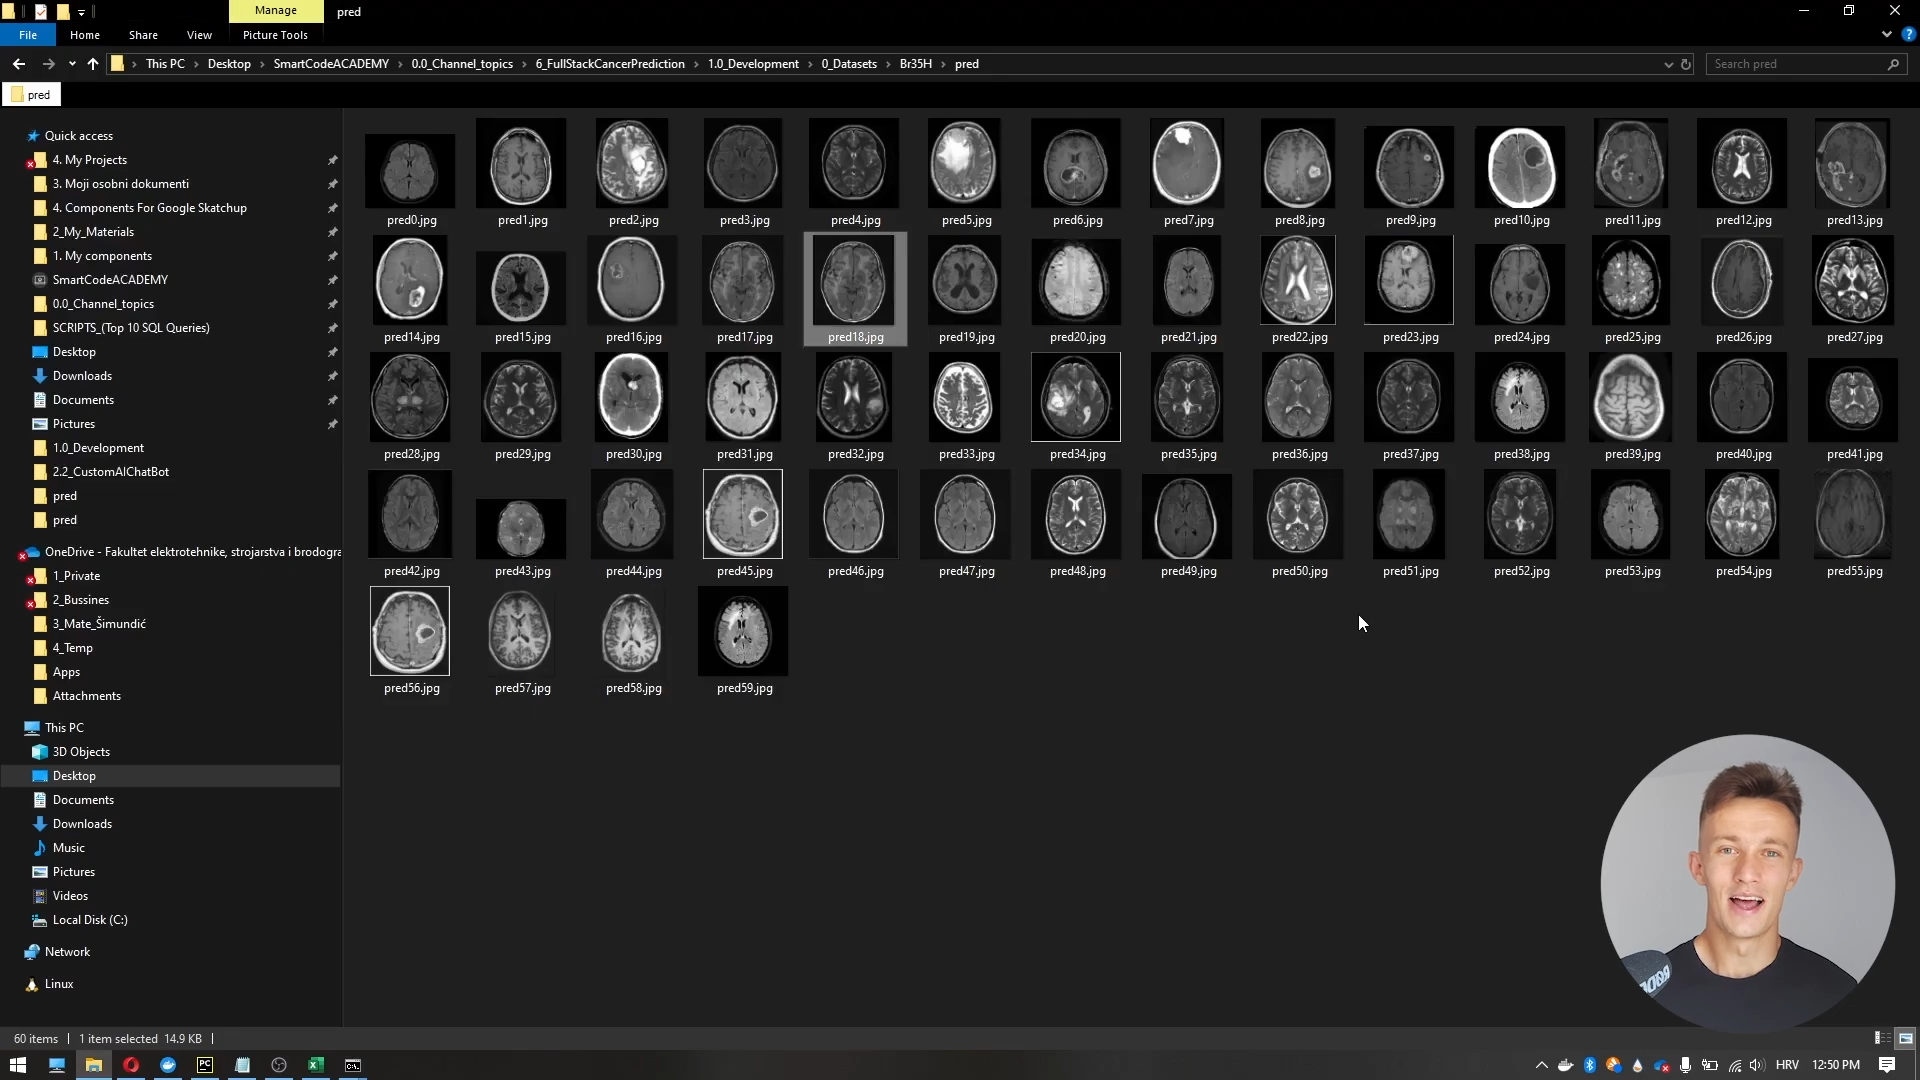 Manage
pred
File
Home
Share
View
Picture Tools
This PC
Desktop
SmartCodeACADEMY
0.0_Channel_topics
6_FullStackCancerPrediction
1.0_Development
0_Datasets
Br35H
pred
Search pred
pred
Quick access
4. My Projects
3. Moji osobni dokumenti
4. Components For Google Skatchup
2_My_Materials
1. My components
SmartCodeACADEMY
0.0_Channel_topics
SCRIPTS_(Top 10 SQL Queries)
Desktop
Downloads
Documents
Pictures
1.0_Development
2.2_CustomAIChatBot
pred
pred
OneDrive - Fakultet elektrotehnike, strojarstva i brodogra
1_Private
2_Bussines
3_Mate_Šimundić
4_Temp
Apps
Attachments
This PC
3D Objects
Desktop
Documents
Downloads
Music
Pictures
Videos
Local Disk (C:)
Network
Linux
pred0.jpg
pred1.jpg
pred2.jpg
pred3.jpg
pred4.jpg
pred5.jpg
pred6.jpg
pred7.jpg
pred8.jpg
pred9.jpg
pred10.jpg
pred11.jpg
pred12.jpg
pred13.jpg
pred14.jpg
pred15.jpg
pred16.jpg
pred17.jpg
pred18.jpg
pred19.jpg
pred20.jpg
pred21.jpg
pred22.jpg
pred23.jpg
pred24.jpg
pred25.jpg
pred26.jpg
pred27.jpg
pred28.jpg
pred29.jpg
pred30.jpg
pred31.jpg
pred32.jpg
pred33.jpg
pred34.jpg
pred35.jpg
pred36.jpg
pred37.jpg
pred38.jpg
pred39.jpg
pred40.jpg
pred41.jpg
pred42.jpg
pred43.jpg
pred44.jpg
pred45.jpg
pred46.jpg
pred47.jpg
pred48.jpg
pred49.jpg
pred50.jpg
pred51.jpg
pred52.jpg
pred53.jpg
pred54.jpg
pred55.jpg
pred56.jpg
pred57.jpg
pred58.jpg
pred59.jpg
60 items
1 item selected 14.9 KB
HRV
12:50 PM